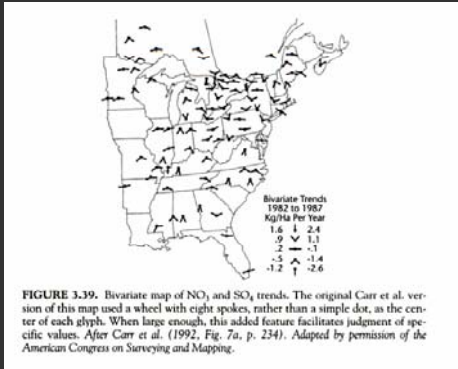 Bivariate Trends
1982 to 1987
Kg/Ha Per Year
1.6 2.4
.9 1.1
.2 -.1
-.5 -1.4
-1.2 -2.6
FIGURE 3.39. Bivariate map of NO₃ and SO₄ trends. The original Carr et al. ver-
sion of this map used a wheel with eight spokes, rather than a simple dot, as the cen-
ter of each glyph. When large enough, this added feature facilitates judgment of spe-
cific values. After Carr et al. (1992, Fig. 7a, p. 234). Adapted by permission of the
American Congress on Surveying and Mapping.